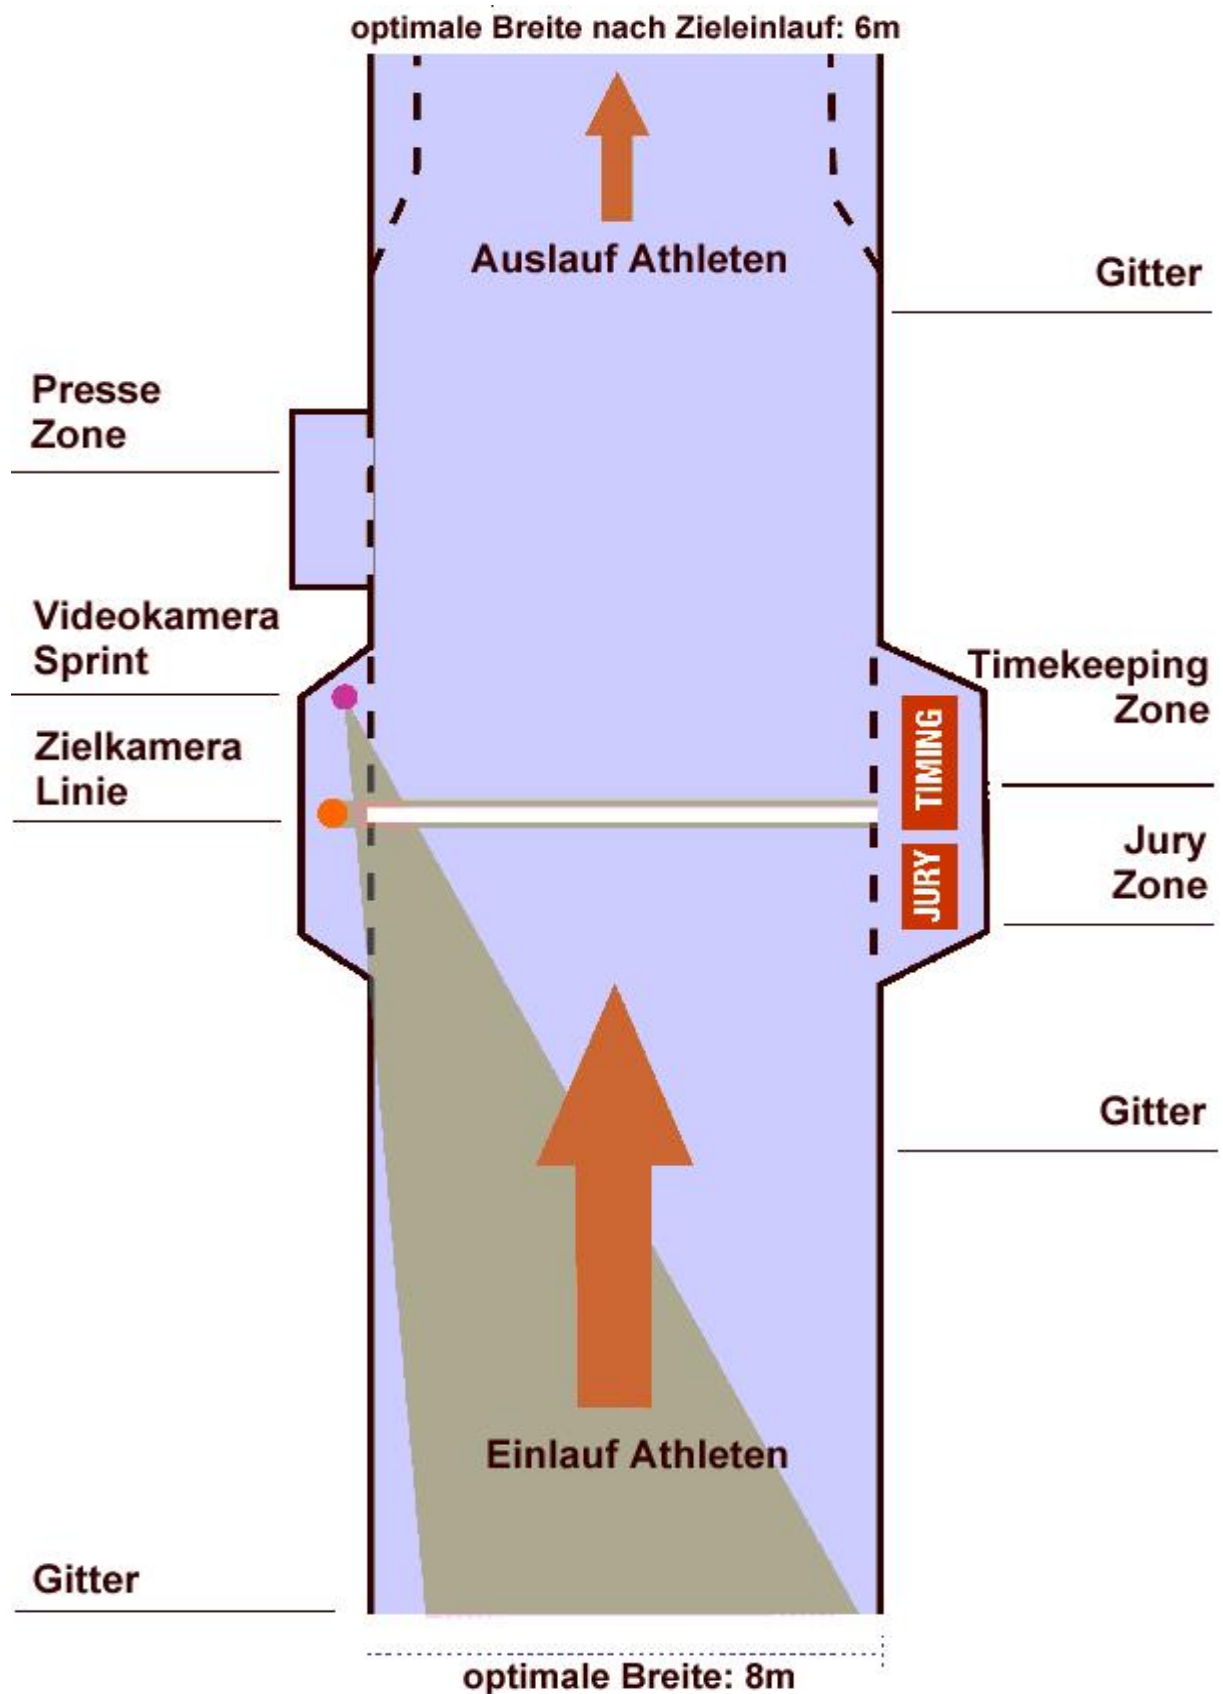 optimale Breite nach Zieleinlauf: 6m
Auslauf Athleten
Gitter
Presse
Zone
Videokamera
Sprint
Timekeeping
Zone
TIMING
Zielkamera
Linie
JURY
Jury
Zone
Gitter
Einlauf Athleten
Gitter
optimale Breite: 8m